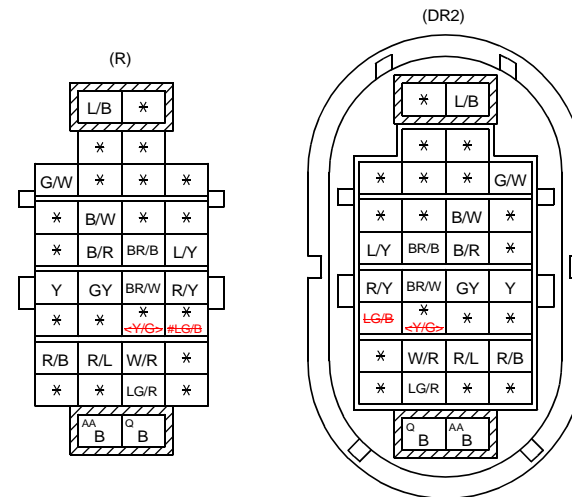 (R)
L/B *
* *
G/W * * *
* B/W * *
* B/R BR/B L/Y
Y GY BR/W R/Y
* * * <Y/G> * #LG/B
R/B R/L W/R *
* * LG/R *
AA B Q B
(DR2)
* L/B
* *
* * * G/W
* * B/W *
L/Y BR/B B/R *
R/Y BR/W GY Y
LG/B * <Y/G> * *
* W/R R/L R/B
* LG/R * *
Q B AA B